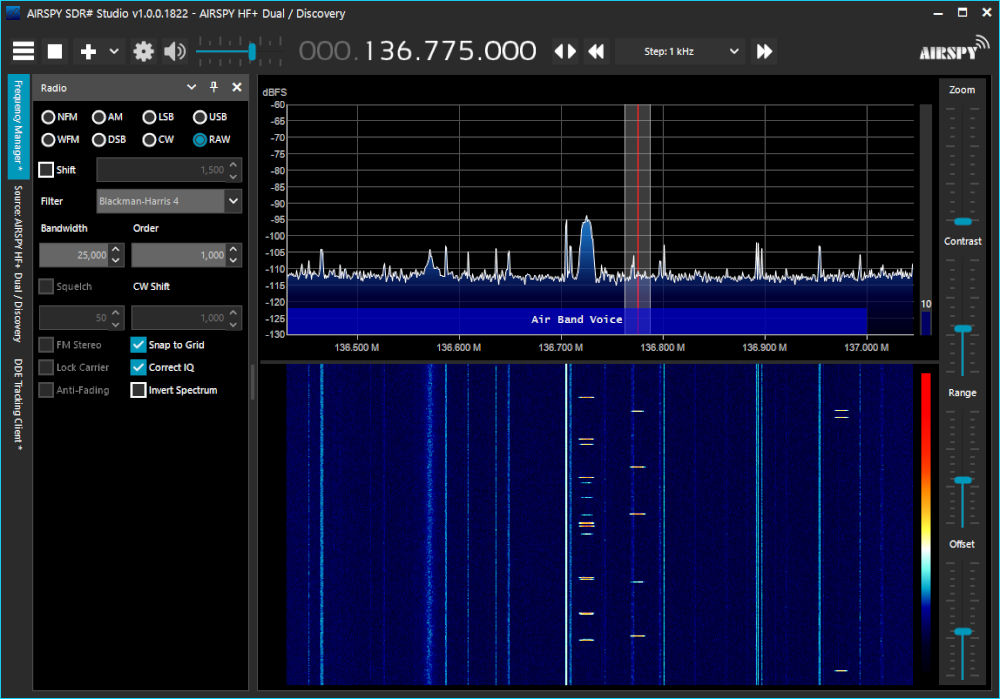 AIRSPY SDR# Studio v1.0.0.1822 - AIRSPY HF+ Dual / Discovery
000.136.775.000
Step: 1 kHz
AIRSPY
Frequency Manager *
Source: AIRSPY HF+ Dual / Discovery
DDE Tracking Client *
Radio
NFM AM LSB USB
WFM DSB CW RAW
Shift 1,500
Filter Blackman-Harris 4
Bandwidth Order
25,000 1,000
Squelch CW Shift
50 1,000
FM Stereo Snap to Grid
Lock Carrier Correct IQ
Anti-Fading Invert Spectrum
dBFS
-60
-65
-70
-75
-80
-85
-90
-95
-100
-105
-110
-115
-120
-125
-130
Air Band Voice
10
136.500 M 136.600 M 136.700 M 136.800 M 136.900 M 137.000 M
Zoom
Contrast
Range
Offset